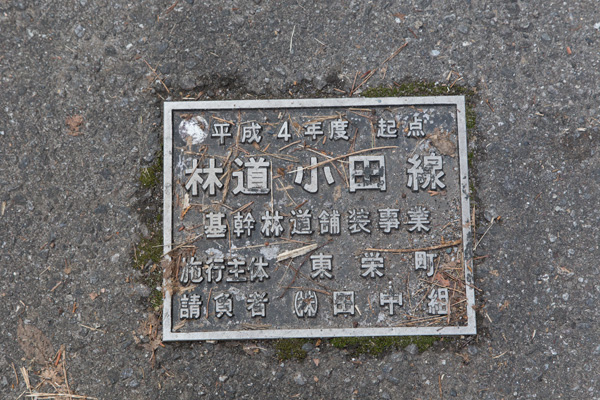 平成4年度 起点
林道 小田線
基幹林道舗装事業
施行主体 東栄町
請負者 ㈱田中組